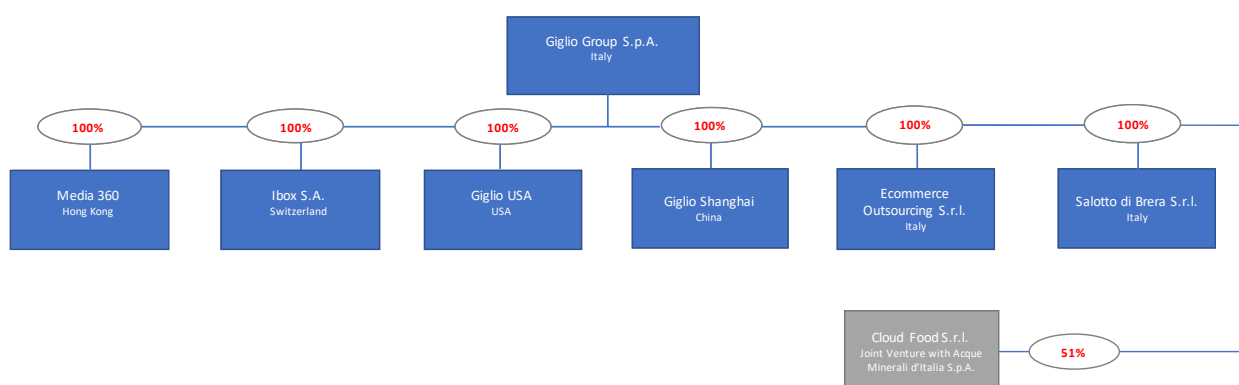 Giglio Group S.p.A.
Italy
100%
100%
100%
100%
100%
100%
Media 360
Hong Kong
Ibox S.A.
Switzerland
Giglio USA
USA
Giglio Shanghai
China
Ecommerce
Outsourcing S.r.l.
Italy
Salotto di Brera S.r.l.
Italy
Cloud Food S.r.l.
Joint Venture with Acque
Minerali d'Italia S.p.A.
51%